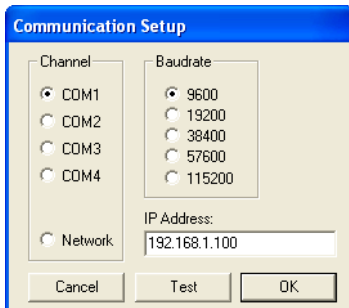 Communication Setup
Channel
COM1
COM2
COM3
COM4
Network
Baudrate
9600
19200
38400
57600
115200
IP Address:
192.168.1.100
Cancel
Test
OK